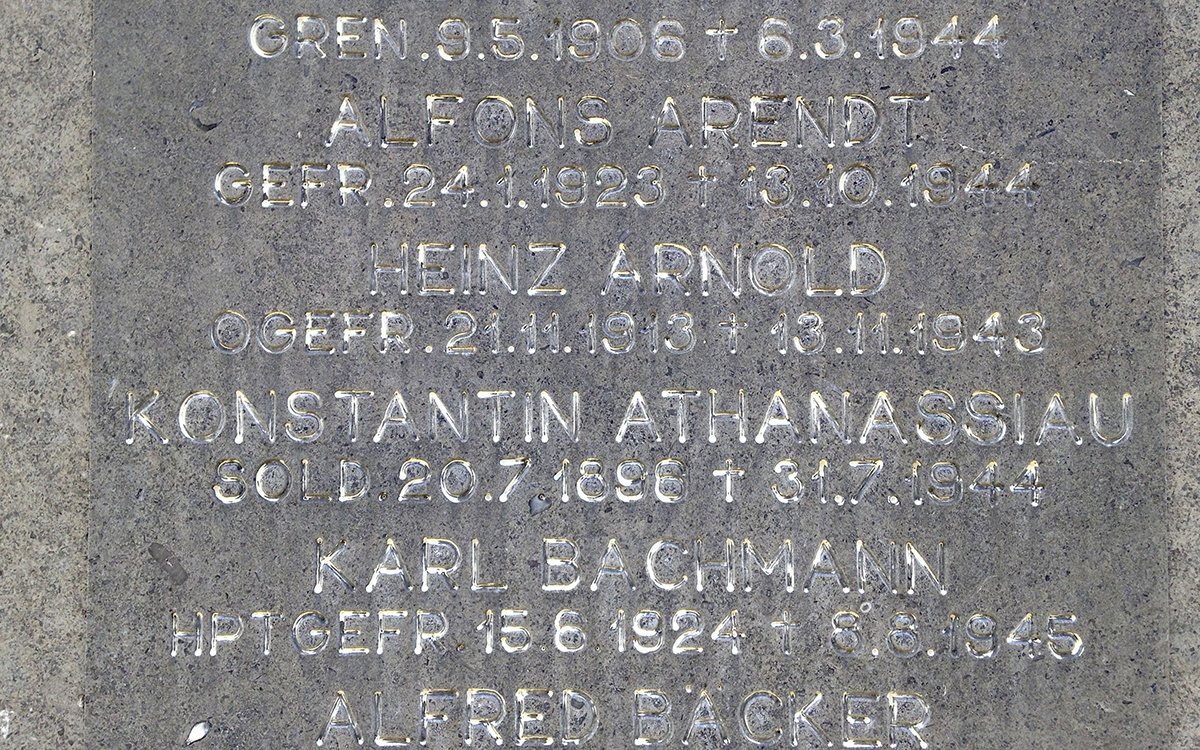 GREN.9.5.1906 † 6.3.1944
ALFONS ARENDT
GEFR.24.1.1923 † 13.10.1944
HEINZ ARNOLD
OGEFR.21.11.1913 † 13.11.1943
KONSTANTIN ATHANASSIAU
SOLD.20.7.1896 † 31.7.1944
KARL BACHMANN
HPTGEFR.15.6.1924 † 8.8.1945
ALFRED BÄCKER